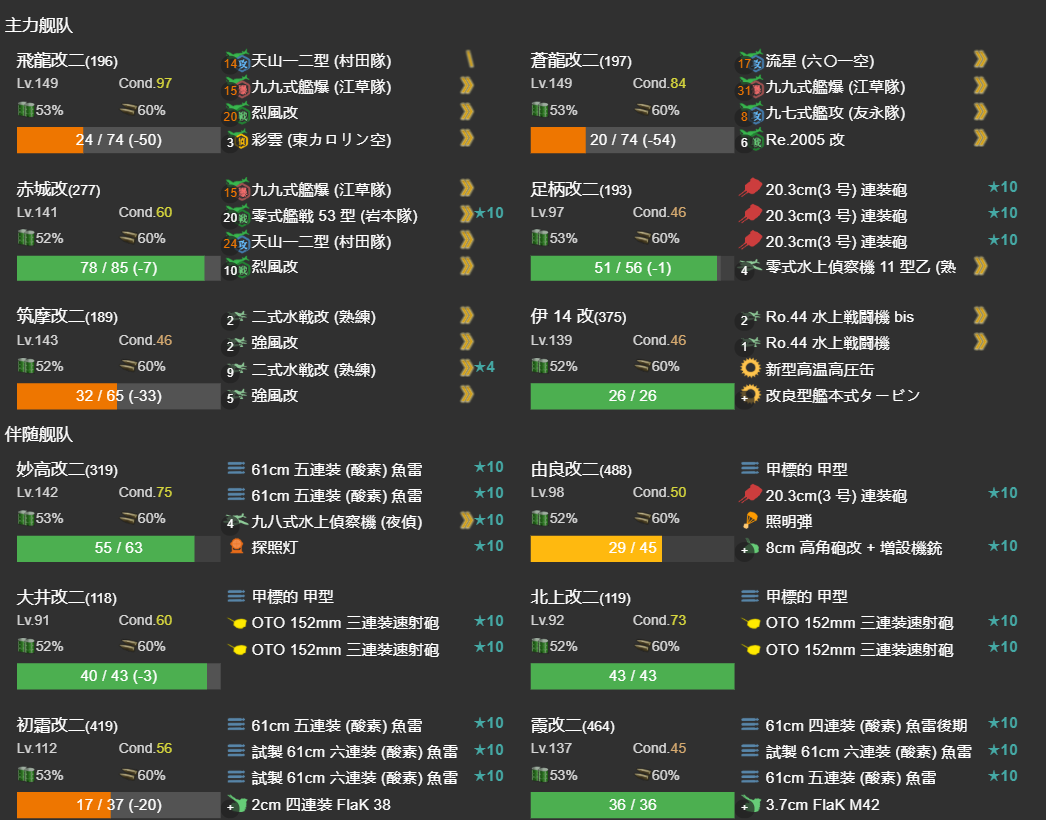 主力舰队
飛龍改二(196)
Lv.149 Cond.97
53% 60%
24 / 74 (-50)
14 天山一二型 (村田隊)
15 九九式艦爆 (江草隊)
20 烈風改
3 彩雲 (東カロリン空)
蒼龍改二(197)
Lv.149 Cond.84
53% 60%
20 / 74 (-54)
17 流星 (六〇一空)
31 九九式艦爆 (江草隊)
8 九七式艦攻 (友永隊)
6 Re.2005 改
赤城改(277)
Lv.141 Cond.60
52% 60%
78 / 85 (-7)
15 九九式艦爆 (江草隊)
20 零式艦戦 53 型 (岩本隊) ★10
24 天山一二型 (村田隊)
10 烈風改
足柄改二(193)
Lv.97 Cond.46
53% 60%
51 / 56 (-1)
20.3cm(3 号) 連装砲 ★10
20.3cm(3 号) 連装砲 ★10
20.3cm(3 号) 連装砲 ★10
4 零式水上偵察機 11 型乙 (熟
筑摩改二(189)
Lv.143 Cond.46
52% 60%
32 / 65 (-33)
2 二式水戦改 (熟練)
2 強風改
9 二式水戦改 (熟練) ★4
5 強風改
伊 14 改(375)
Lv.139 Cond.46
52% 60%
26 / 26
2 Ro.44 水上戦闘機 bis
1 Ro.44 水上戦闘機
新型高温高圧缶
+ 改良型艦本式タービン
伴随舰队
妙高改二(319)
Lv.142 Cond.75
53% 60%
55 / 63
61cm 五連装 (酸素) 魚雷 ★10
61cm 五連装 (酸素) 魚雷 ★10
4 九八式水上偵察機 (夜偵) ★10
探照灯 ★10
由良改二(488)
Lv.98 Cond.50
52% 60%
29 / 45
甲標的 甲型
20.3cm(3 号) 連装砲 ★10
照明弾
+ 8cm 高角砲改 + 増設機銃 ★10
大井改二(118)
Lv.91 Cond.60
52% 60%
40 / 43 (-3)
甲標的 甲型
OTO 152mm 三連装速射砲 ★10
OTO 152mm 三連装速射砲 ★10
北上改二(119)
Lv.92 Cond.73
52% 60%
43 / 43
甲標的 甲型
OTO 152mm 三連装速射砲 ★10
OTO 152mm 三連装速射砲 ★10
初霜改二(419)
Lv.112 Cond.56
53% 60%
17 / 37 (-20)
61cm 五連装 (酸素) 魚雷 ★10
試製 61cm 六連装 (酸素) 魚雷 ★10
試製 61cm 六連装 (酸素) 魚雷 ★10
+ 2cm 四連装 FlaK 38
霞改二(464)
Lv.137 Cond.45
53% 60%
36 / 36
61cm 四連装 (酸素) 魚雷後期 ★10
試製 61cm 六連装 (酸素) 魚雷 ★10
61cm 五連装 (酸素) 魚雷 ★10
+ 3.7cm FlaK M42